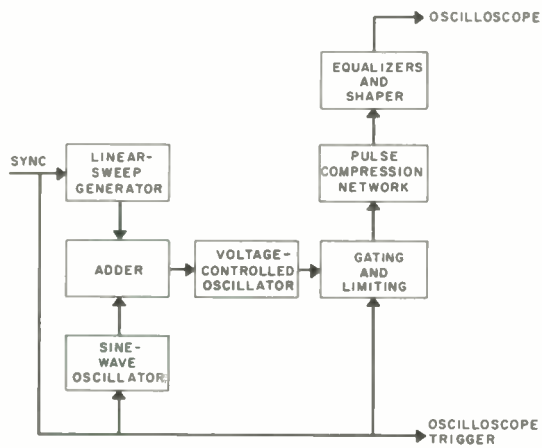 OSCILLOSCOPE
EQUALIZERS
AND
SHAPER
SYNC
LINEAR-
SWEEP
GENERATOR
PULSE
COMPRESSION
NETWORK
ADDER
VOLTAGE-
CONTROLLED
OSCILLATOR
GATING
AND
LIMITING
SINE-
WAVE
OSCILLATOR
OSCILLOSCOPE
TRIGGER